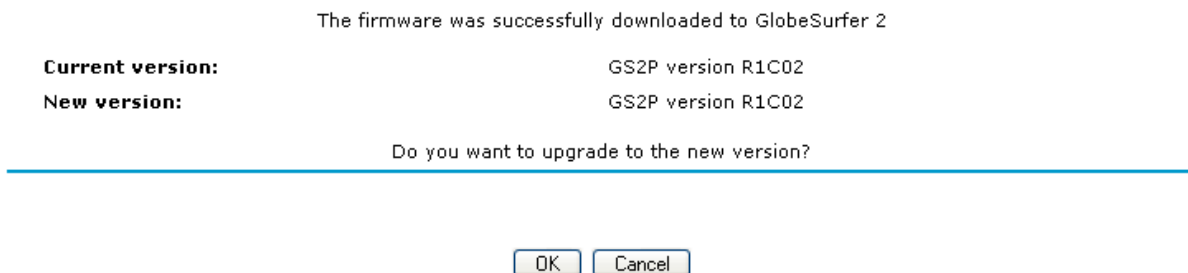 The firmware was successfully downloaded to GlobeSurfer 2
Current version: GS2P version R1C02
New version: GS2P version R1C02
Do you want to upgrade to the new version?
OK Cancel